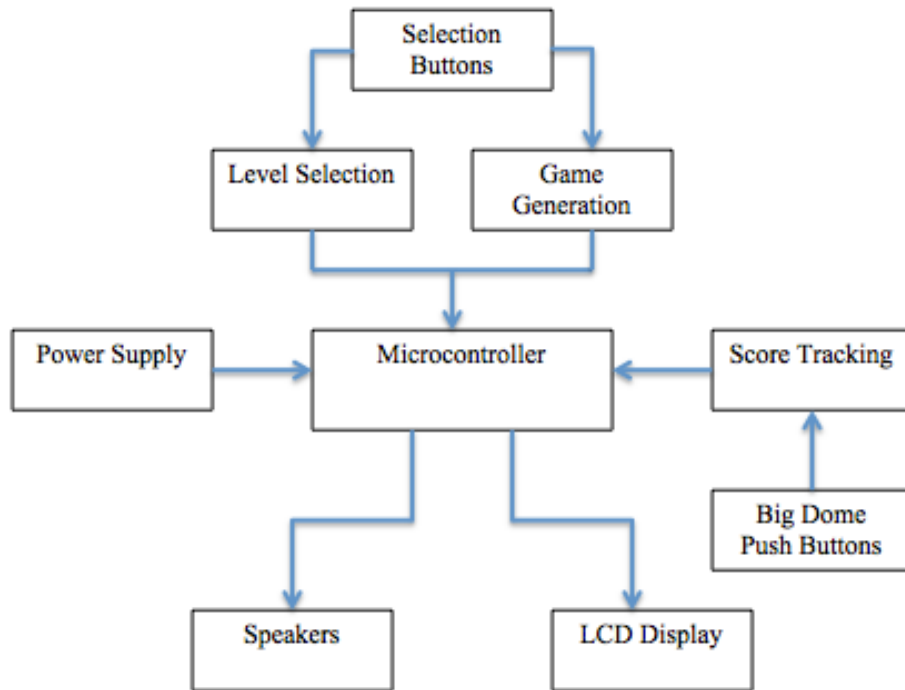 Selection
Buttons
Level Selection
Game
Generation
Power Supply
Microcontroller
Score Tracking
Big Dome
Push Buttons
Speakers
LCD Display